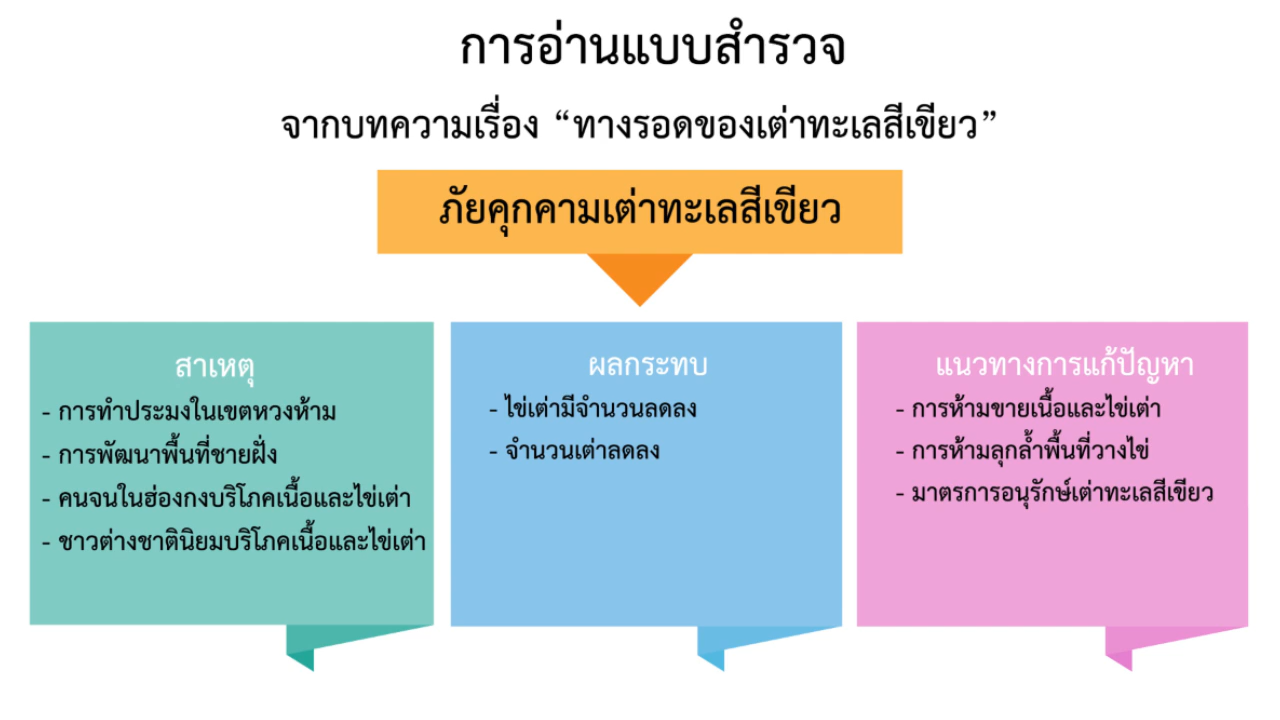 การอ่านแบบสำรวจ
จากบทความเรื่อง “ทางรอดของเต่าทะเลสีเขียว”
ภัยคุกคามเต่าทะเลสีเขียว
สาเหตุ
- การทำประมงในเขตหวงห้าม
- การพัฒนาพื้นที่ชายฝั่ง
- คนจนในฮ่องกงบริโภคเนื้อและไข่เต่า
- ชาวต่างชาตินิยมบริโภคเนื้อและไข่เต่า
ผลกระทบ
- ไข่เต่ามีจำนวนลดลง
- จำนวนเต่าลดลง
แนวทางการแก้ปัญหา
- การห้ามขายเนื้อและไข่เต่า
- การห้ามลุกล้ำพื้นที่วางไข่
- มาตรการอนุรักษ์เต่าทะเลสีเขียว